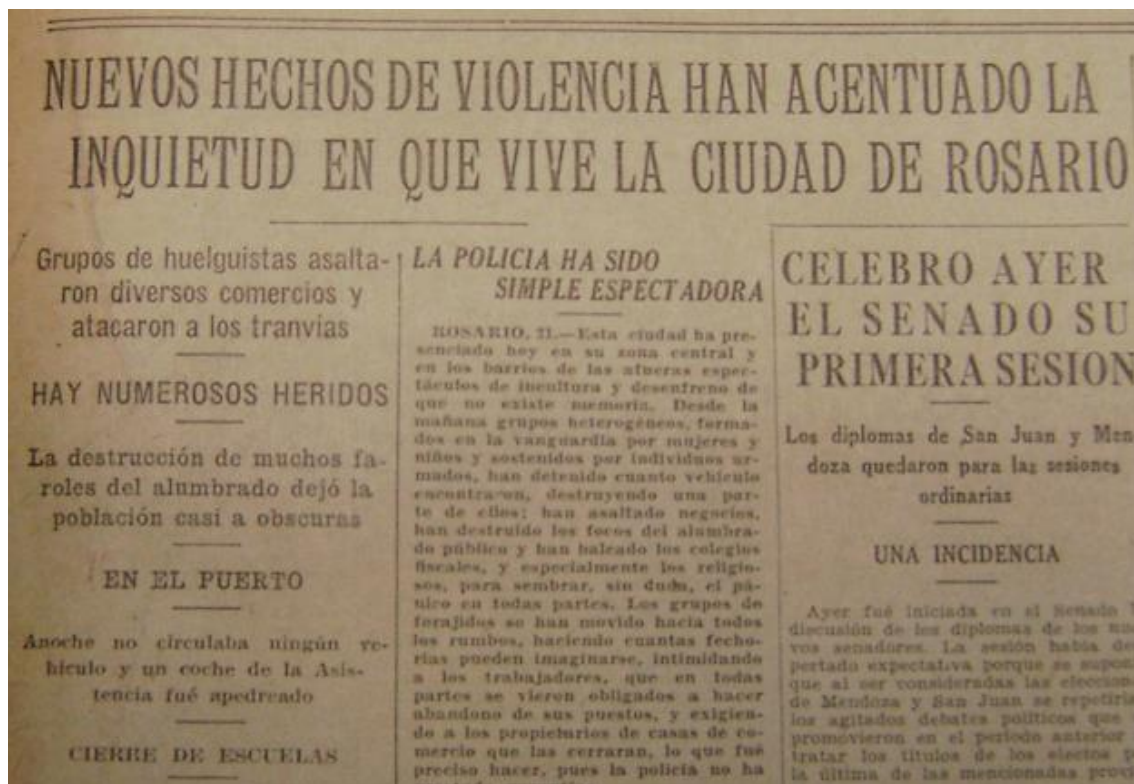 NUEVOS HECHOS DE VIOLENCIA HAN ACENTUADO LA
INQUIETUD EN QUE VIVE LA CIUDAD DE ROSARIO
Grupos de huelguistas asalta-
ron diversos comercios y
atacaron a los tranvias
HAY NUMEROSOS HERIDOS
La destrucción de muchos fa-
roles del alumbrado dejó la
población casi a obscuras
EN EL PUERTO
Anoche no circulaba ningún ve-
hículo y un coche de la Asis-
tencia fué apedreado
CIERRE DE ESCUELAS
LA POLICIA HA SIDO
SIMPLE ESPECTADORA
ROSARIO, 21.—Esta ciudad ha pre-
senciado hoy en su zona central y
en los barrios de las afueras espec-
táculos de incultura y desenfreno de
que no existe memoria. Desde la
mañana grupos heterogéneos, forma-
dos en la vanguardia por mujeres y
niños y sostenidos por individuos ar-
mados, han detenido cuanto vehículo
encontraron, destruyendo una par-
te de ellos; han asaltado negocios,
han destruído los focos del alumbra-
do público y han baleado los colegios
fiscales, y especialmente los religio-
sos, para sembrar, sin duda, el pá-
nico en todas partes. Los grupos de
forajidos se han movido hacia todos
los rumbos, haciendo cuantas fecho-
rías pueden imaginarse, intimidando
a los trabajadores, que en todas
partes se vieron obligados a hacer
abandono de sus puestos, y exigien-
do a los propietarios de casas de co-
mercio que las cerraran, lo que fué
preciso hacer, pues la policía no ha
CELEBRO AYER
EL SENADO SU
PRIMERA SESION
Los diplomas de San Juan y Men-
doza quedaron para las sesiones
ordinarias
UNA INCIDENCIA
Ayer fué iniciada en el Senado
discusión de los diplomas de los
vos senadores. La sesión había
pertado expectativa porque se
que al ser consideradas las
de Mendoza y San Juan se
los agitados debates políticos que
promovieron en el período anterior
tratar los títulos de los electos
la última de las mencionadas